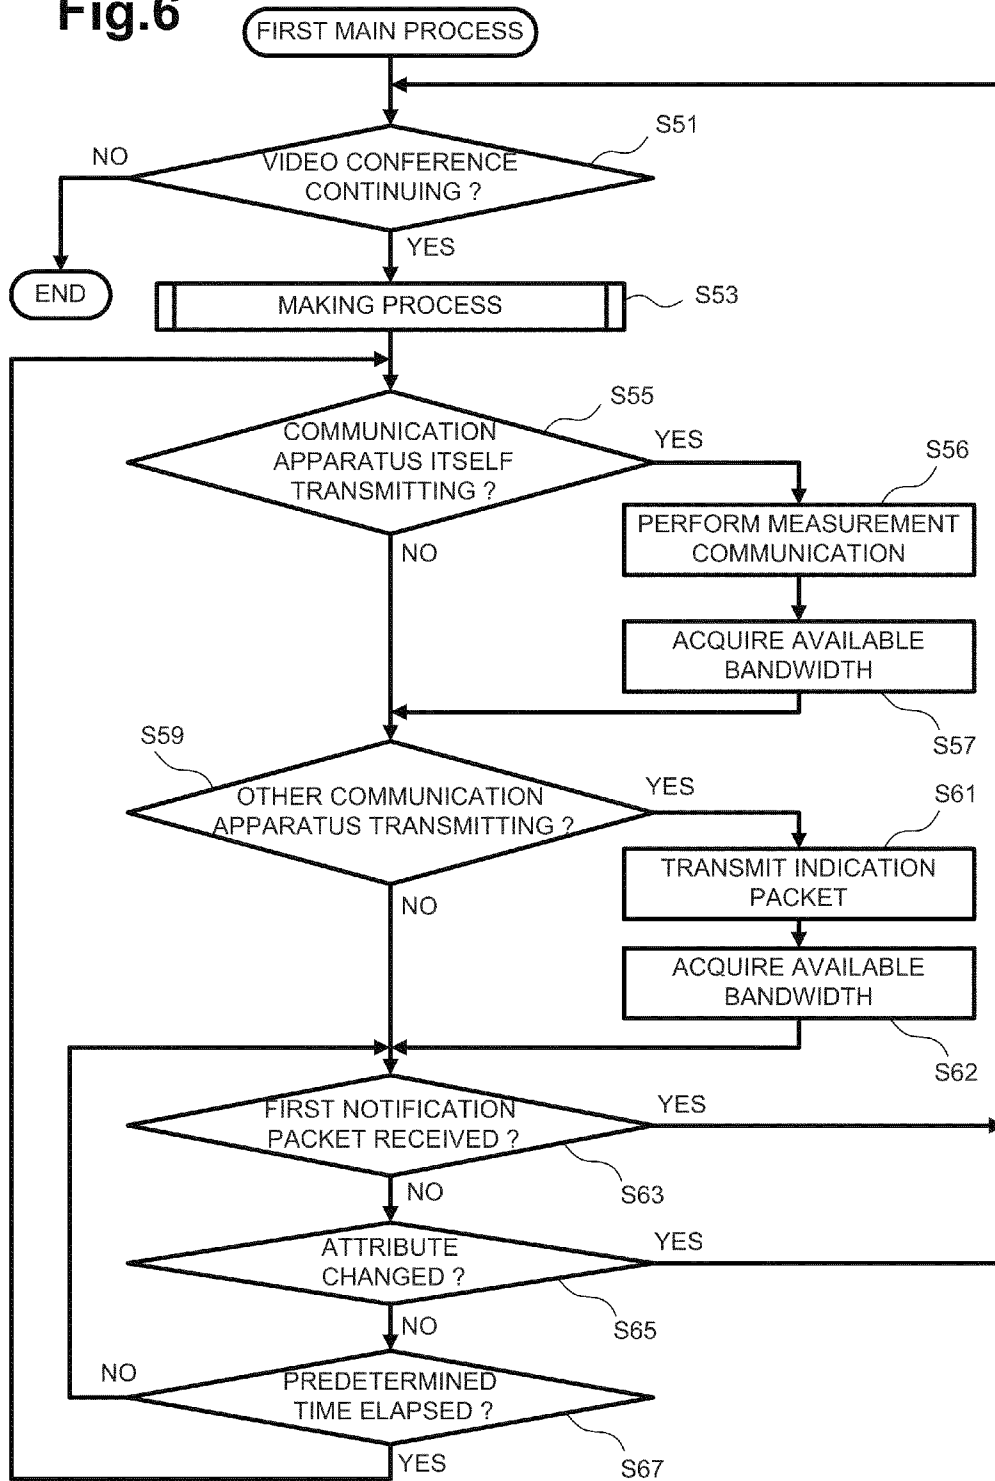 Fig.6
FIRST MAIN PROCESS
S51
NO
VIDEO CONFERENCE
CONTINUING ?
YES
END
MAKING PROCESS
S53
S55
COMMUNICATION
APPARATUS ITSELF
TRANSMITTING ?
YES
S56
PERFORM MEASUREMENT
COMMUNICATION
NO
ACQUIRE AVAILABLE
BANDWIDTH
S57
S59
OTHER COMMUNICATION
APPARATUS TRANSMITTING ?
YES
S61
TRANSMIT INDICATION
PACKET
NO
ACQUIRE AVAILABLE
BANDWIDTH
S62
FIRST NOTIFICATION
PACKET RECEIVED ?
YES
S63
NO
ATTRIBUTE
CHANGED ?
YES
S65
NO
NO
PREDETERMINED
TIME ELAPSED ?
S67
YES